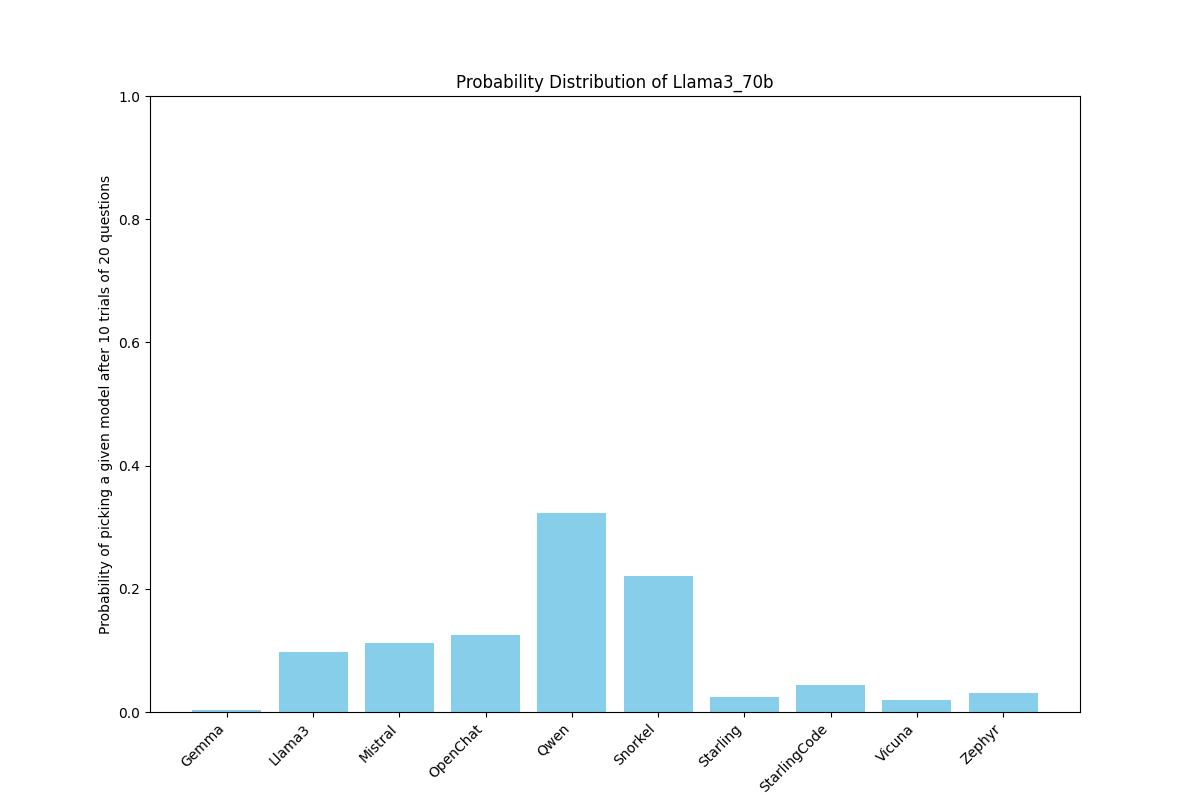 Probability Distribution of Llama3_70b
Probability of picking a given model after 10 trials of 20 questions
1.0
0.8
0.6
0.4
0.2
0.0
Gemma
Llama3
Mistral
OpenChat
Qwen
Snorkel
Starling
StarlingCode
Vicuna
Zephyr